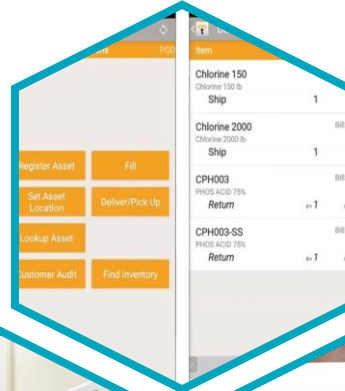 POD
Register Asset
Fill
Set Asset
Location
Deliver/Pick Up
Lookup Asset
Customer Audit
Find Inventory
t
Item
Chlorine 150
Chlorine 150 lb
Ship 1
Chlorine 2000
Chlorine 2000 lb
Ship 1
CPH003
PHOS ACID 75%
Return 1
CPH003-SS
PHOS ACID 75%
Return 1